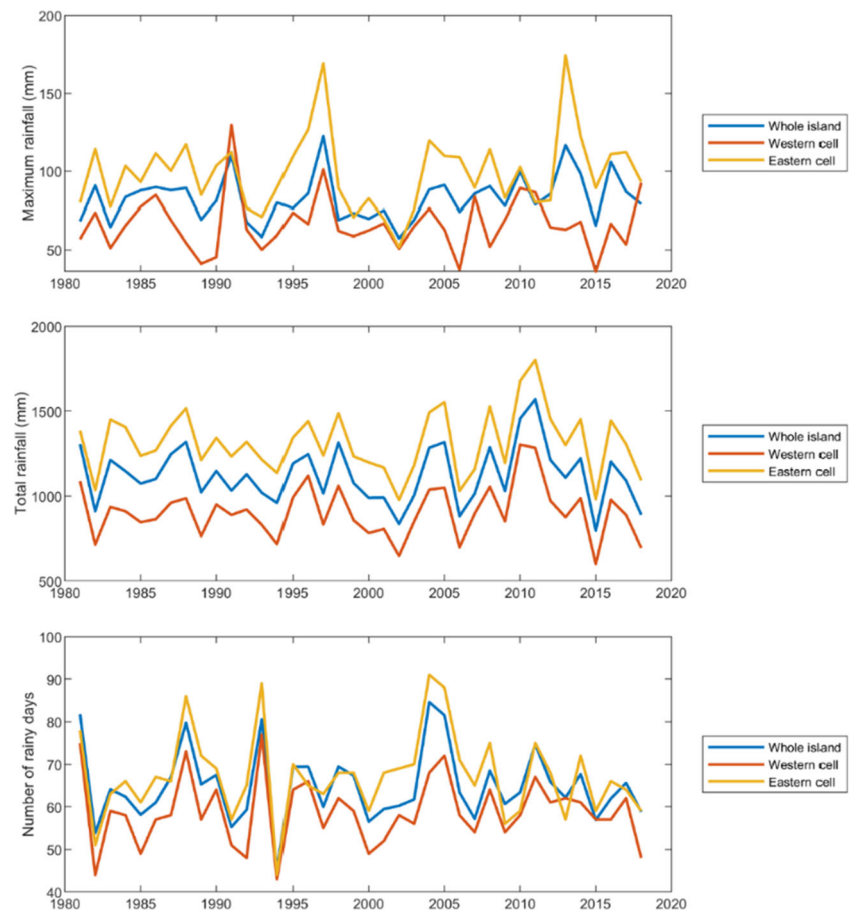 Maximum rainfall (mm)
200
150
100
50
1980 1985 1990 1995 2000 2005 2010 2015 2020
Whole island
Western cell
Eastern cell
Total rainfall (mm)
2000
1500
1000
500
1980 1985 1990 1995 2000 2005 2010 2015 2020
Whole island
Western cell
Eastern cell
Number of rainy days
100
90
80
70
60
50
40
1980 1985 1990 1995 2000 2005 2010 2015 2020
Whole island
Western cell
Eastern cell